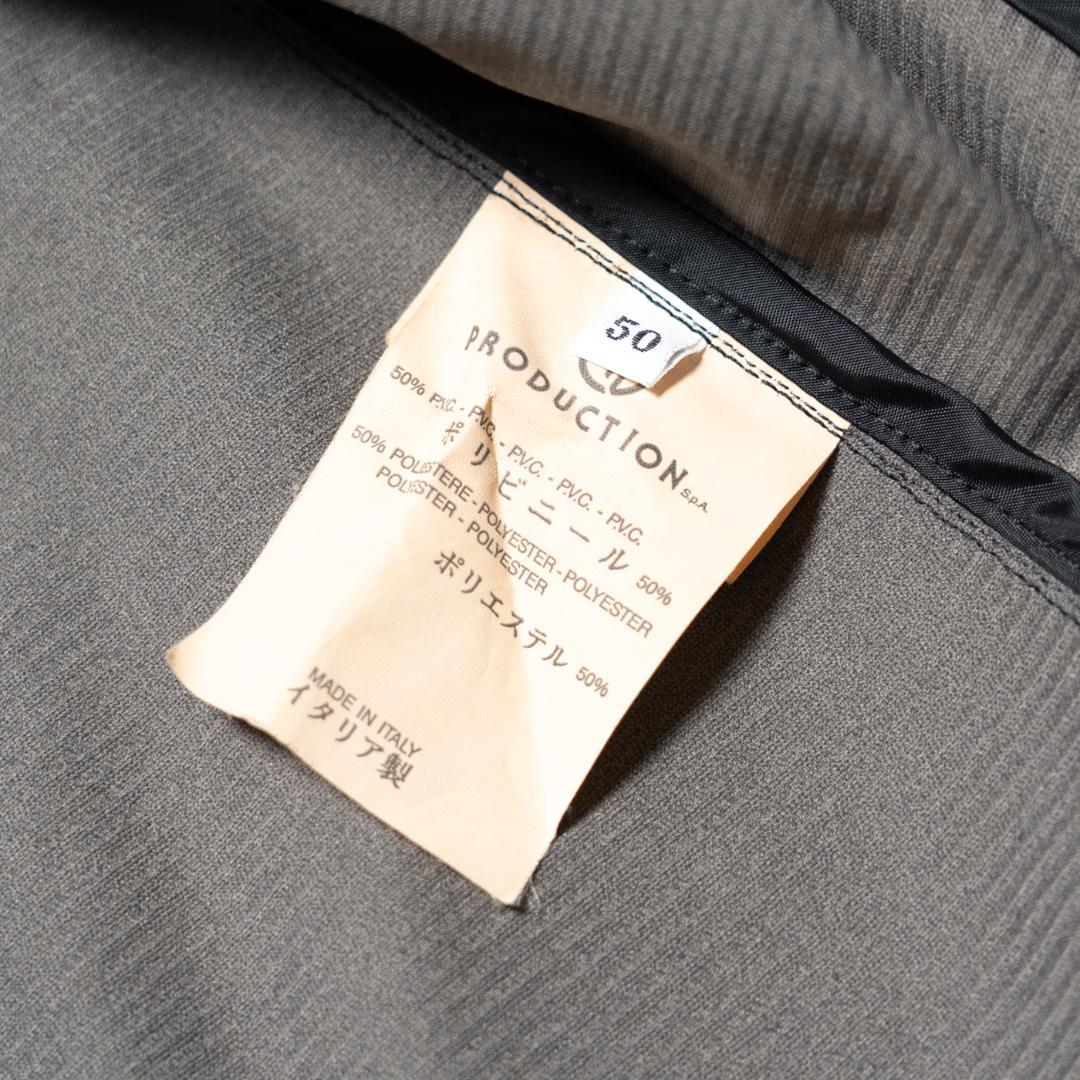 50
PRODUCTION S.p.A.
50% P.V.C. - P.V.C. - P.V.C. - P.V.C. - P.V.C.
ポリビニール 50%
50% POLIESTERE - POLYESTER - POLYESTER
POLYESTER - POLYESTER
ポリエステル 50%
MADE IN ITALY
イタリア製